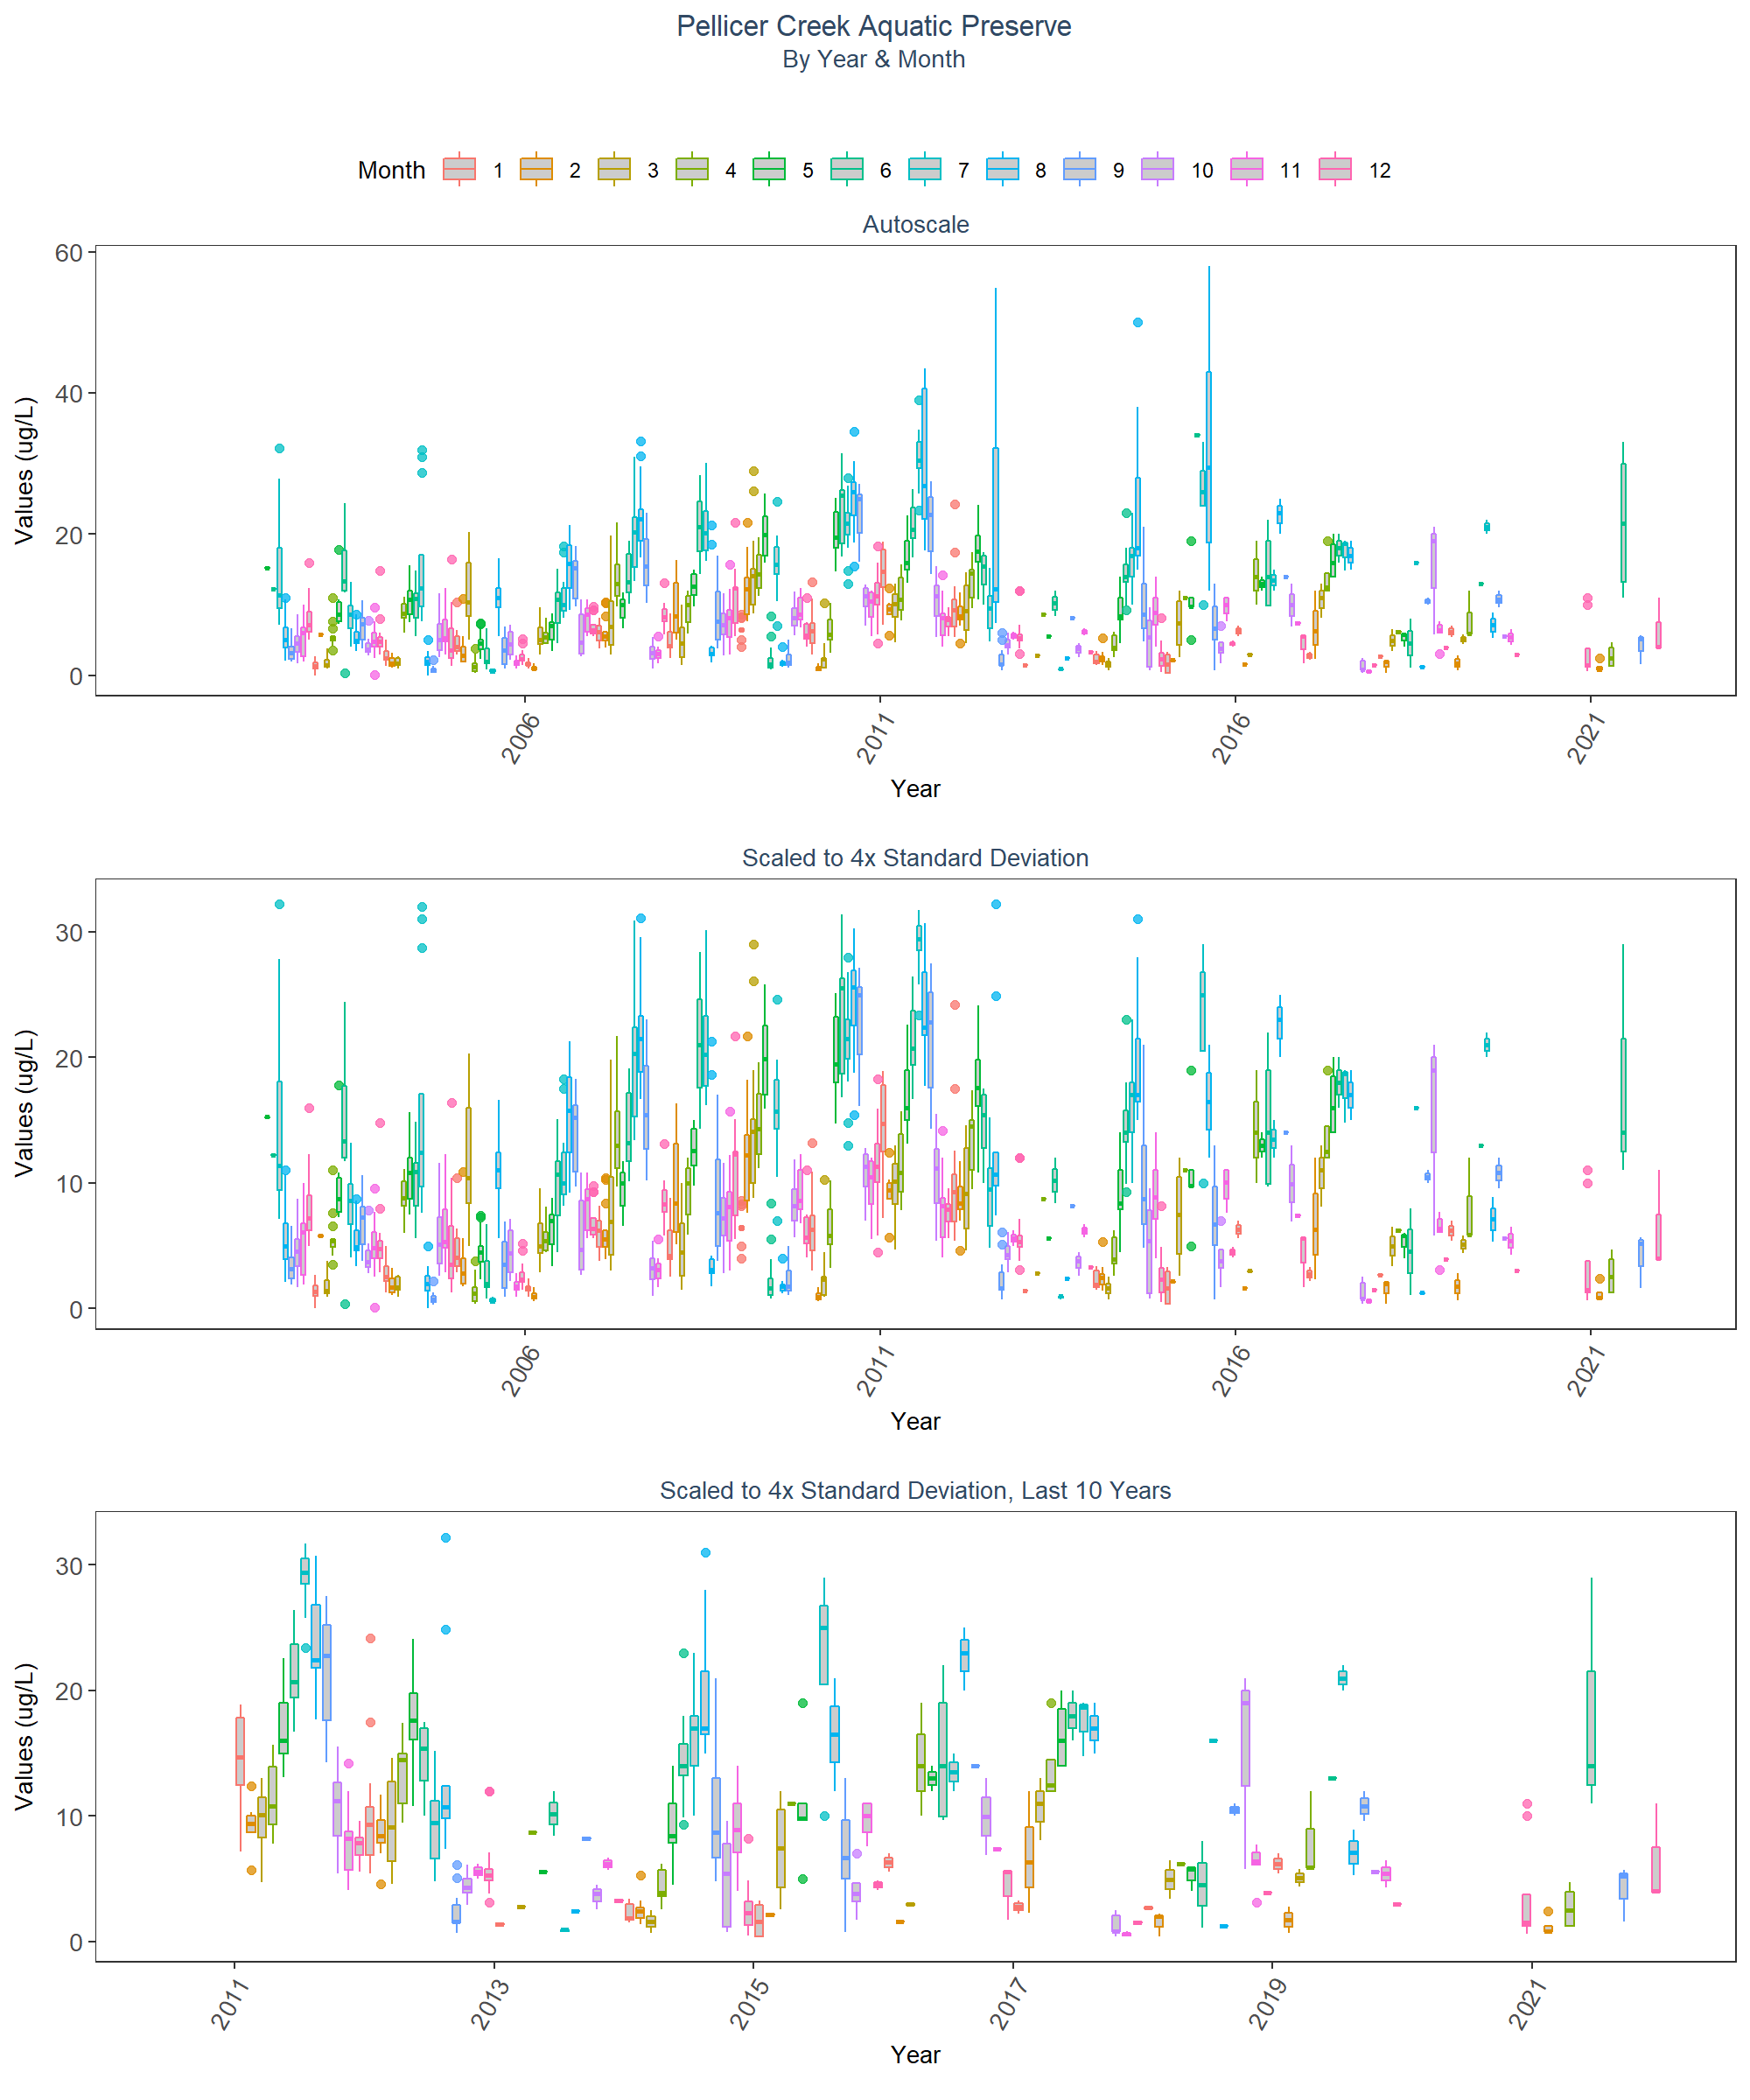 Pellicer Creek Aquatic Preserve
By Year & Month
Month 1 2 3 4 5 6 7 8 9 10 11 12
Autoscale
Values (ug/L)
60
40
20
0
2006 2011 2016 2021
Year
Scaled to 4x Standard Deviation
Values (ug/L)
30
20
10
0
2006 2011 2016 2021
Year
Scaled to 4x Standard Deviation, Last 10 Years
Values (ug/L)
30
20
10
0
2011 2013 2015 2017 2019 2021
Year